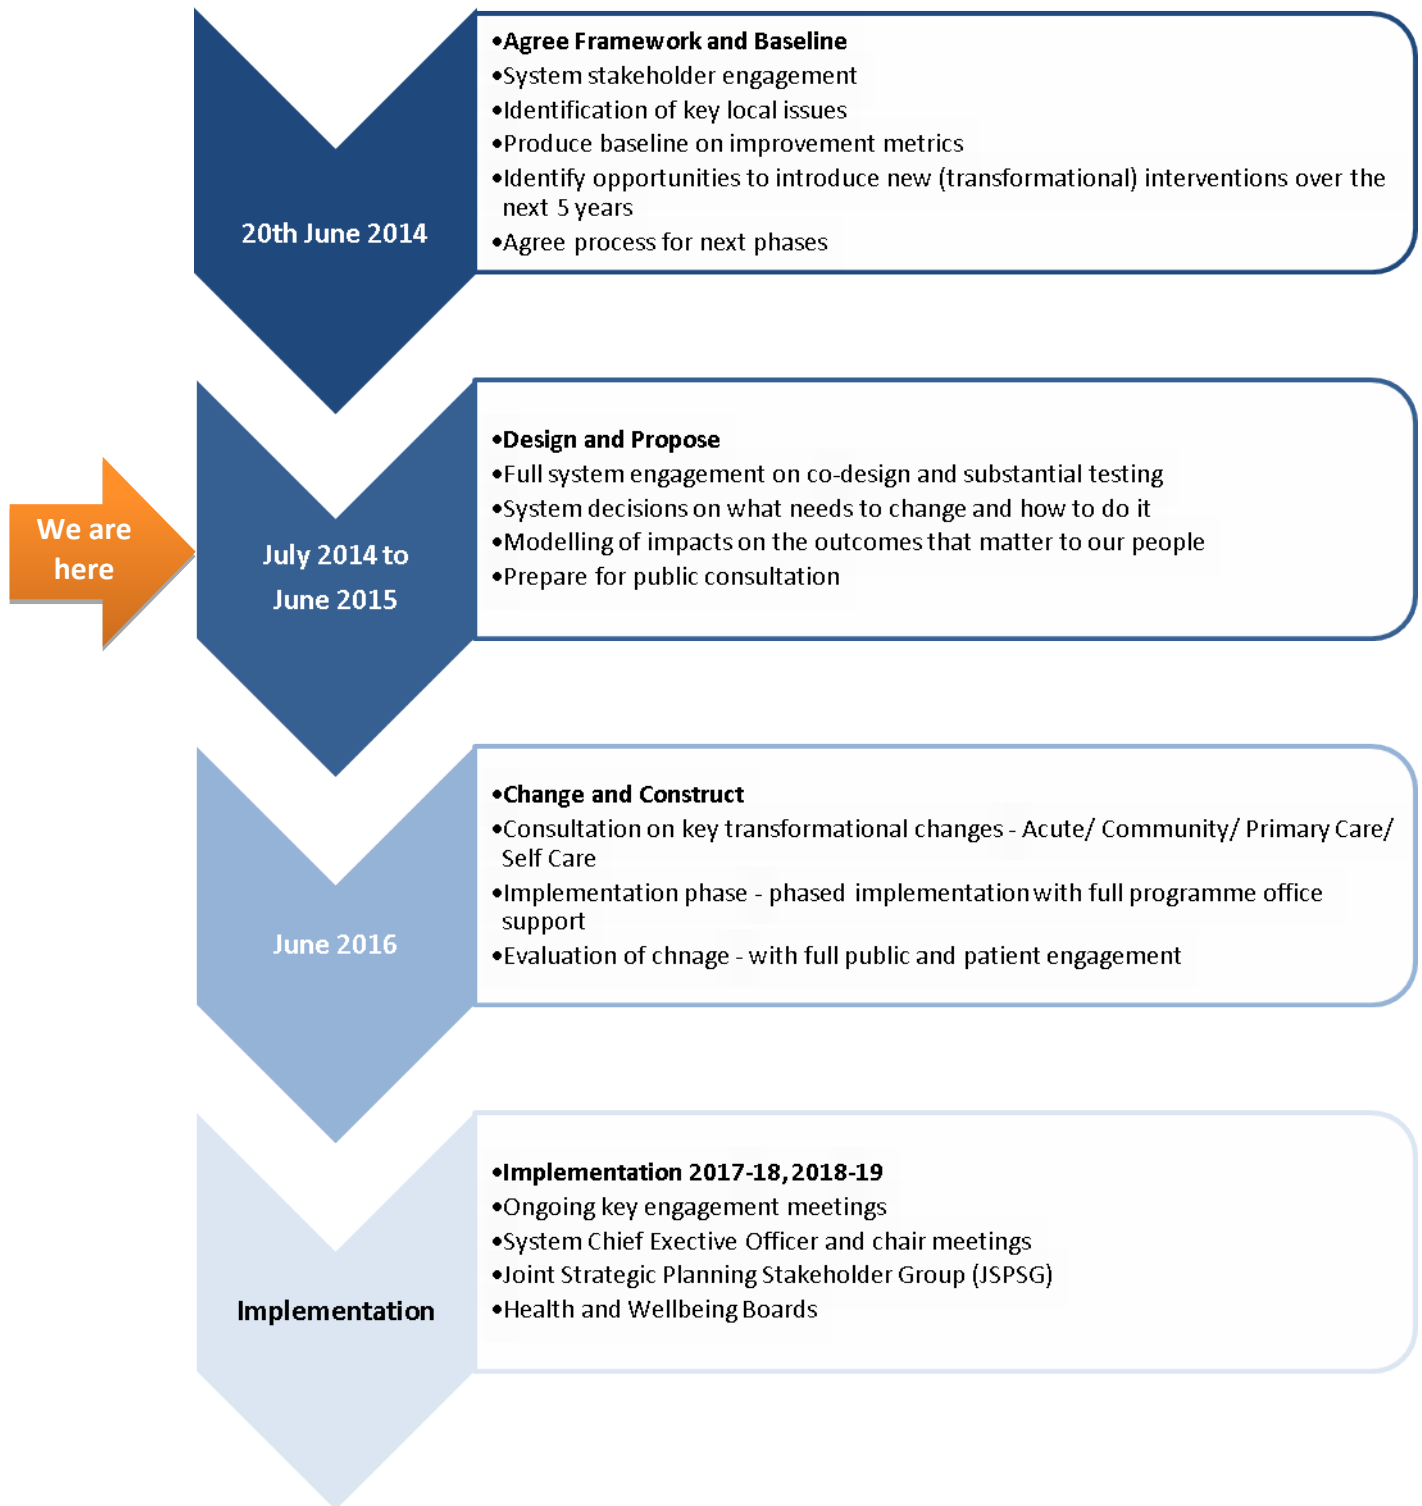 •Agree Framework and Baseline
•System stakeholder engagement
•Identification of key local issues
•Produce baseline on improvement metrics
•Identify opportunities to introduce new (transformational) interventions over the
next 5 years
•Agree process for next phases
20th June 2014
•Design and Propose
•Full system engagement on co-design and substantial testing
•System decisions on what needs to change and how to do it
•Modelling of impacts on the outcomes that matter to our people
•Prepare for public consultation
We are
here
July 2014 to
June 2015
•Change and Construct
•Consultation on key transformational changes - Acute/ Community/ Primary Care/
Self Care
•Implementation phase - phased implementation with full programme office
support
•Evaluation of chnage - with full public and patient engagement
June 2016
•Implementation 2017-18, 2018-19
•Ongoing key engagement meetings
•System Chief Exective Officer and chair meetings
•Joint Strategic Planning Stakeholder Group (JSPSG)
•Health and Wellbeing Boards
Implementation